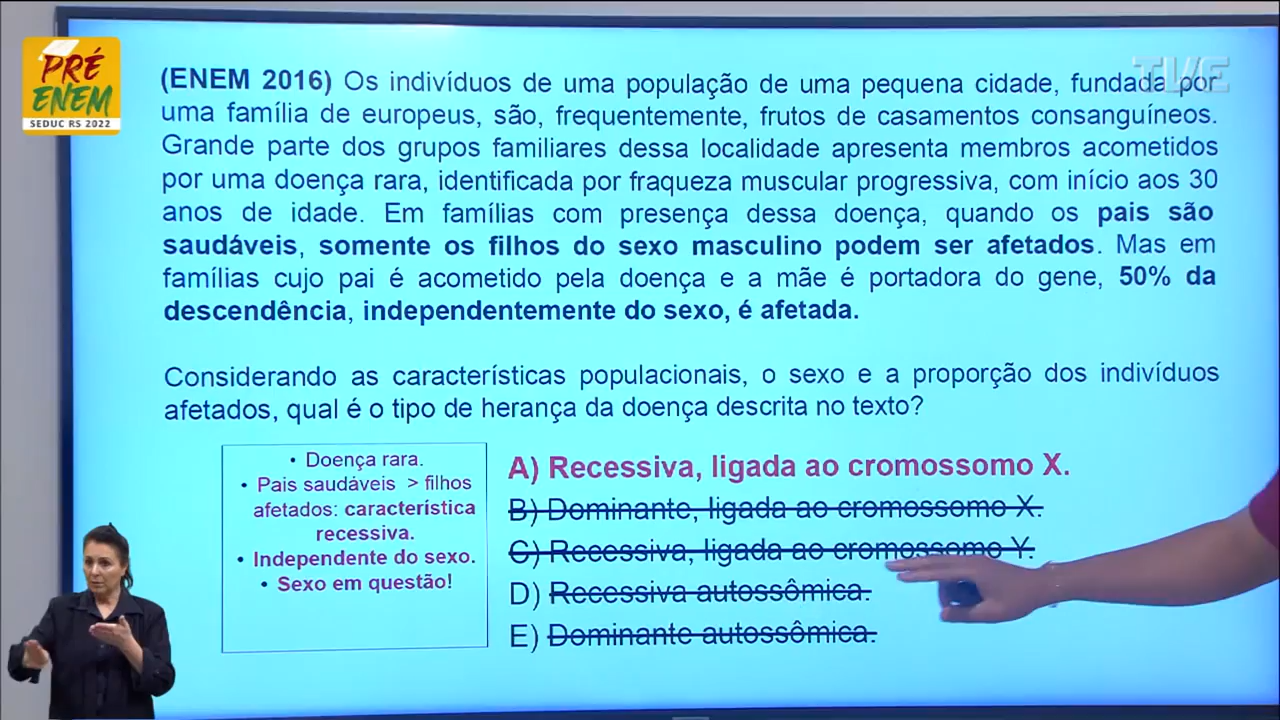 PRÉ
ENEM
SEDUC RS 2022
TVE
(ENEM 2016) Os indivíduos de uma população de uma pequena cidade, fundada por
uma família de europeus, são, frequentemente, frutos de casamentos consanguíneos.
Grande parte dos grupos familiares dessa localidade apresenta membros acometidos
por uma doença rara, identificada por fraqueza muscular progressiva, com início aos 30
anos de idade. Em famílias com presença dessa doença, quando os pais são
saudáveis, somente os filhos do sexo masculino podem ser afetados. Mas em
famílias cujo pai é acometido pela doença e a mãe é portadora do gene, 50% da
descendência, independentemente do sexo, é afetada.
Considerando as características populacionais, o sexo e a proporção dos indivíduos
afetados, qual é o tipo de herança da doença descrita no texto?
• Doença rara.
• Pais saudáveis > filhos
afetados: característica
recessiva.
• Independente do sexo.
• Sexo em questão!
A) Recessiva, ligada ao cromossomo X.
B) Dominante, ligada ao cromossomo X.
C) Recessiva, ligada ao cromossomo Y.
D) Recessiva autossômica.
E) Dominante autossômica.